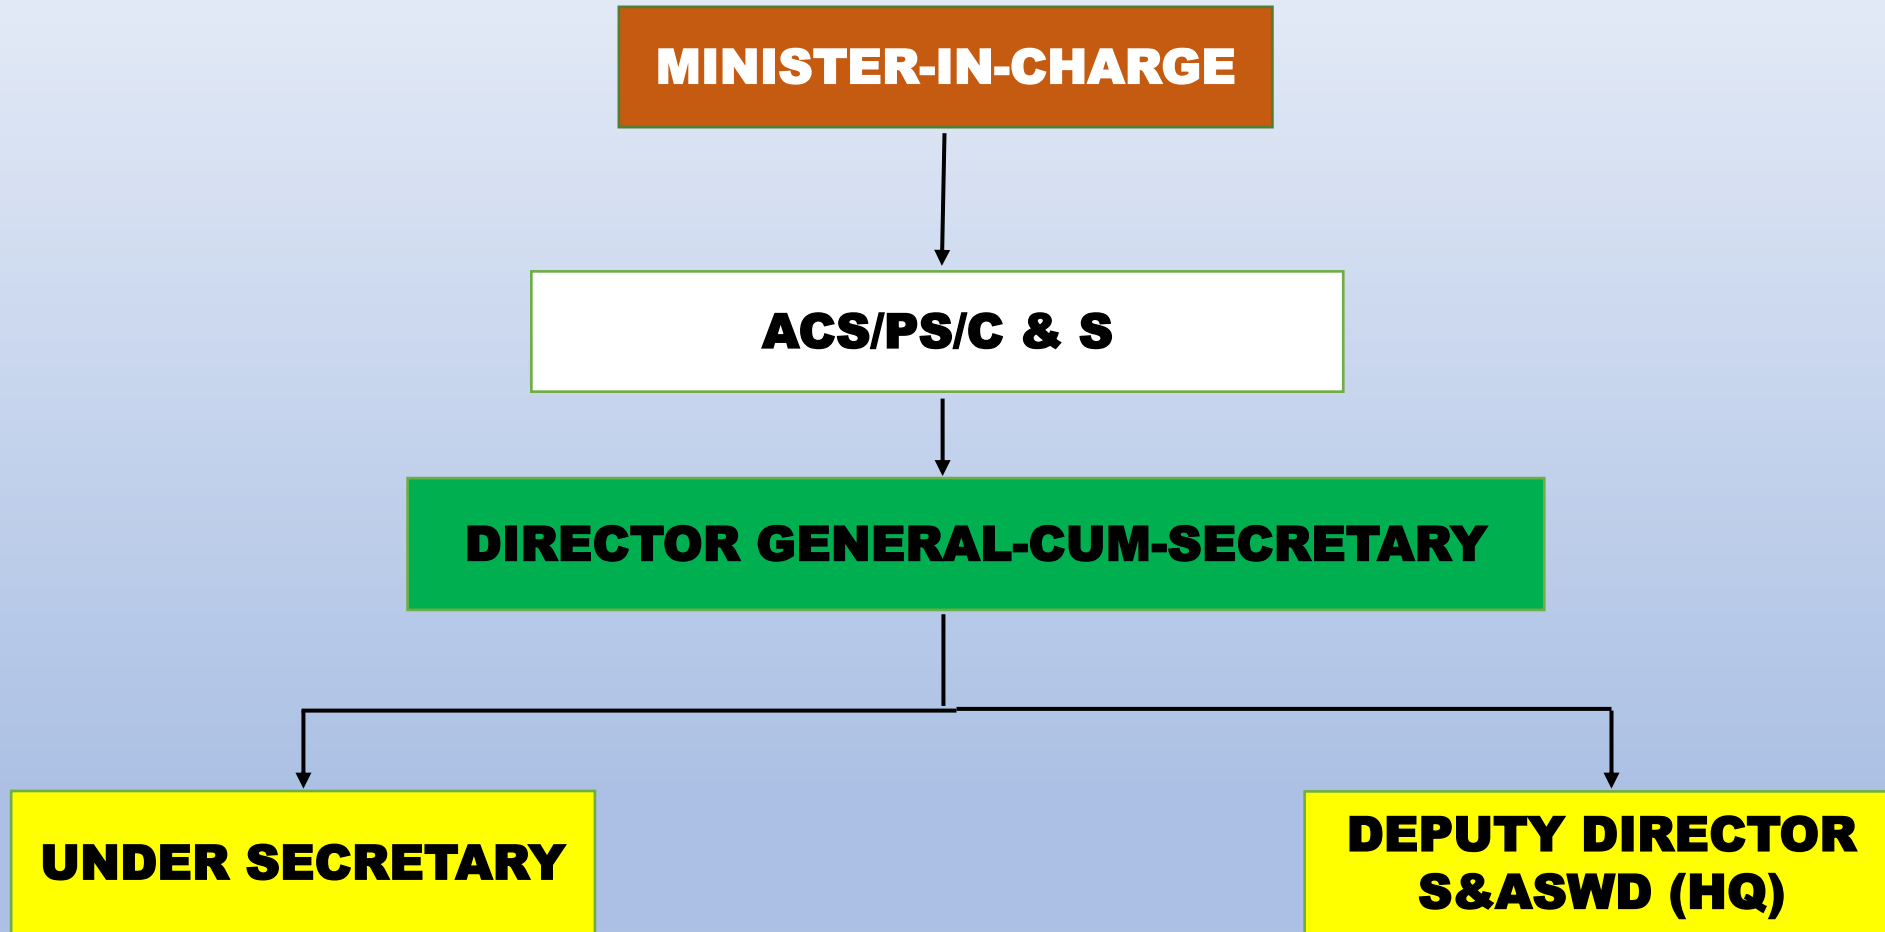 MINISTER-IN-CHARGE
ACS/PS/C & S
DIRECTOR GENERAL-CUM-SECRETARY
UNDER SECRETARY
DEPUTY DIRECTOR
S&ASWD (HQ)